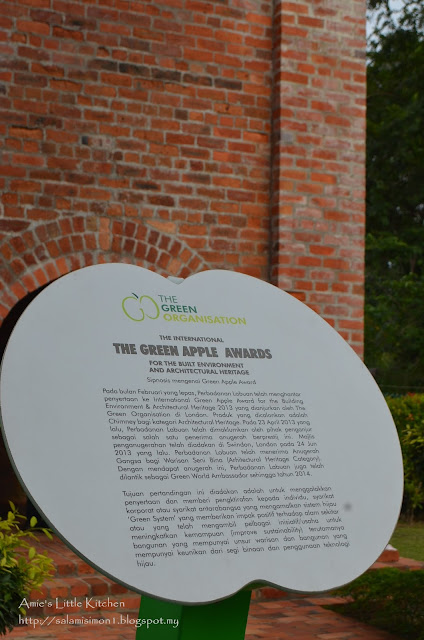 THE
GREEN
ORGANISATION
THE INTERNATIONAL
THE GREEN APPLE AWARDS
FOR THE BUILT ENVIRONMENT
AND ARCHITECTURAL HERITAGE
Sipnosis mengenai Green Apple Award
Pada bulan Februari yang lepas, Perbadanan Labuan telah menghantar
penyertaan ke International Green Apple Award for the Building
Environment & Architectural Heritage 2013 yang dianjurkan oleh The
Green Organisation di London. Produk yang dicalonkan adalah
Chimney bagi kategori Architectural Heritage. Pada 23 April 2013 yang
lalu, Perbadanan Labuan telah dimaklumkan oleh pihak penganjur
sebagai salah satu penerima anugerah berprestij ini. Majlis
penganugerahan telah diadakan di Swindon, London pada 24 Jun
2013 yang lalu. Perbadanan Labuan telah menerima Anugerah
Gangsa bagi Warisan Seni Bina (Arhitectural Heritage Category).
Dengan mendapat anugerah ini, Perbadanan Labuan juga telah
dilantik sebagai Green World Ambassador sehingga tahun 2014.
Tujuan pertandingan ini diadakan adalah untuk menggalakkan
penyertaan dan memberi pengiktirafan kepada individu, syarikat
korporat atau syarikat antarabangsa yang mengamalkan sistem hijau
'Green System' yang memberikan impak positif terhadap alam sekitar
atau yang telah mengambil pelbagai inisiatif/usaha untuk
meningkatkan kemampuan (improve sustainability) terutamanya
bangunan yang mempunyai unsur warisan dan bangunan yang
mempunyai keunikan dari segi binaan dan penggunaan teknologi
hijau.
Amie's Little Kitchen
http://salamisimon1.blogspot.my